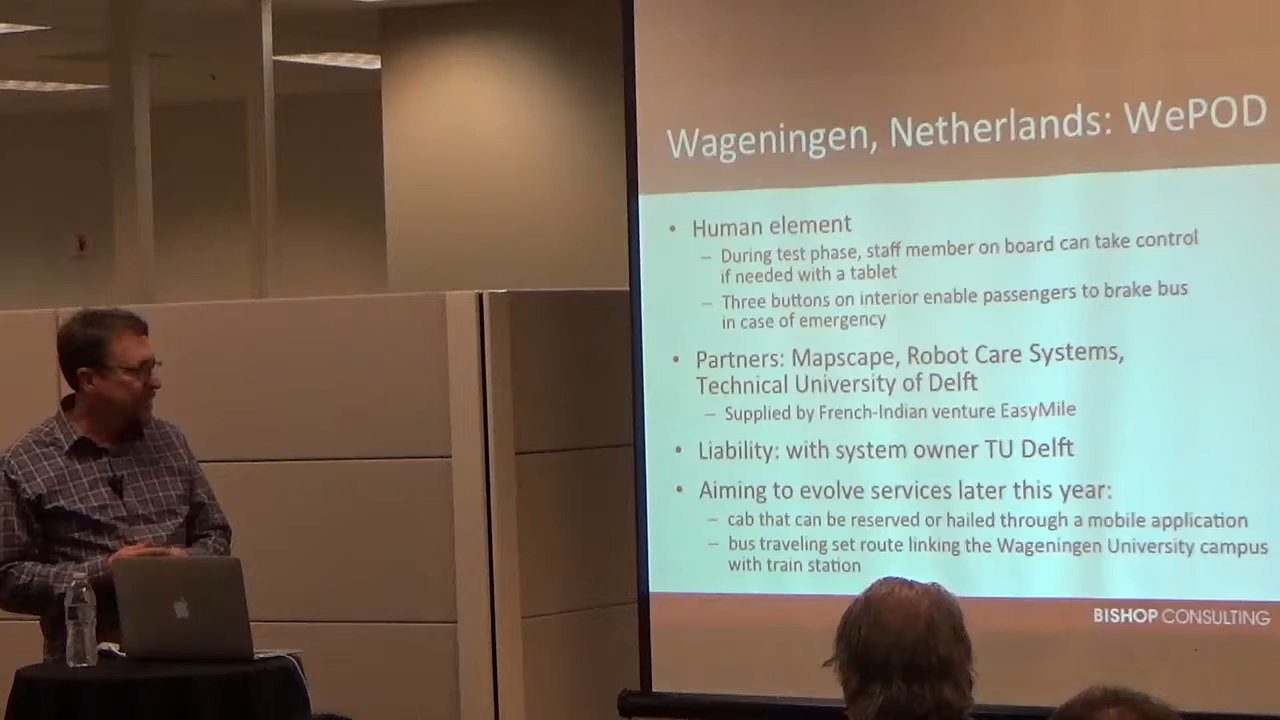 Wageningen, Netherlands: WePOD
• Human element
– During test phase, staff member on board can take control
if needed with a tablet
– Three buttons on interior enable passengers to brake bus
in case of emergency
• Partners: Mapscape, Robot Care Systems,
Technical University of Delft
– Supplied by French-Indian venture EasyMile
• Liability: with system owner TU Delft
• Aiming to evolve services later this year:
– cab that can be reserved or hailed through a mobile application
– bus traveling set route linking the Wageningen University campus
with train station
BISHOP CONSULTING